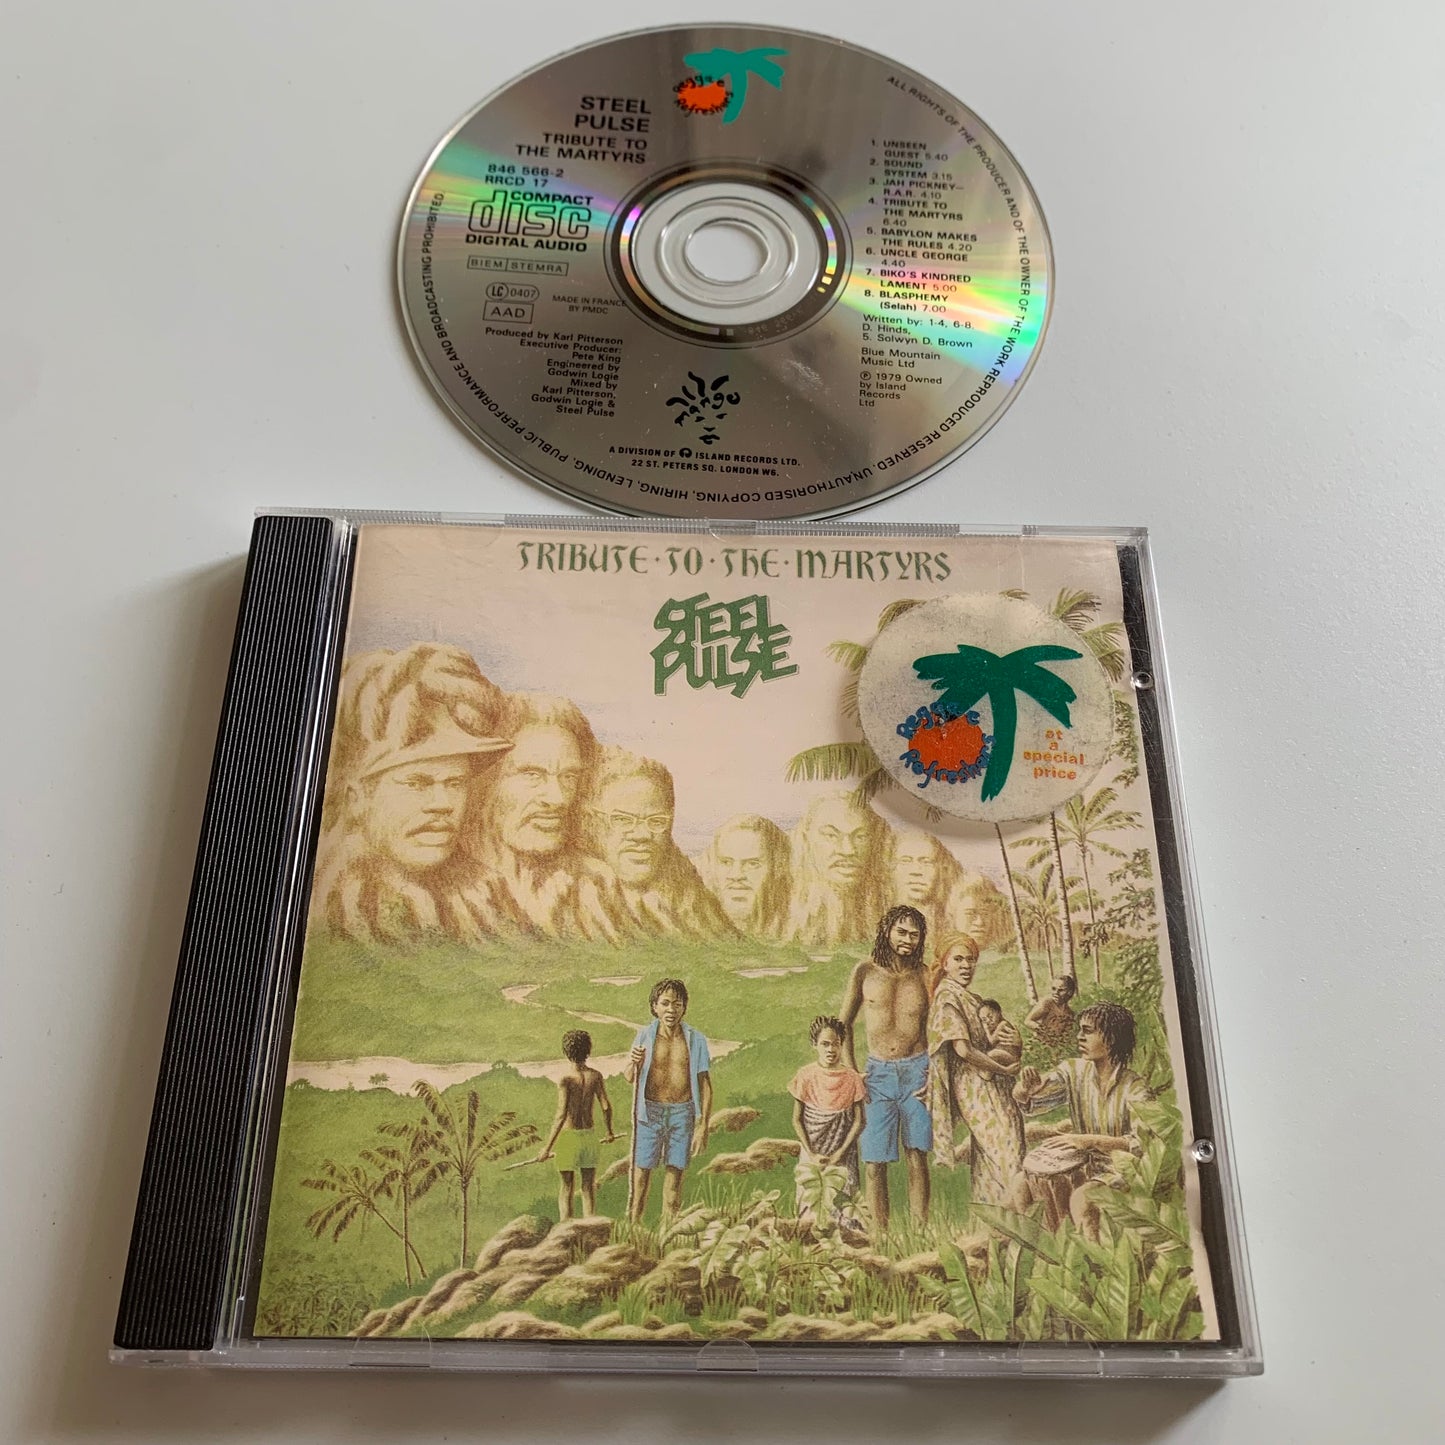 Reggae
Refreshers
STEEL
PULSE
TRIBUTE TO
THE MARTYRS
846 566-2
RRCD 17
COMPACT
disc
DIGITAL AUDIO
BIEM STEMRA
LC 0407
AAD
MADE IN FRANCE
BY PMDC
Produced by Karl Pitterson
Executive Producer:
Pete King
Engineered by
Godwin Logie
Mixed by
Karl Pitterson,
Godwin Logie &
Steel Pulse
1. UNSEEN
GUEST 5.40
2. SOUND
SYSTEM 3.15
3. JAH PICKNEY—
R.A.R. 4.10
4. TRIBUTE TO
THE MARTYRS
6.40
5. BABYLON MAKES
THE RULES 4.20
6. UNCLE GEORGE
4.40
7. BIKO'S KINDRED
LAMENT 5.00
8. BLASPHEMY
(Selah) 7.00
Written by: 1-4, 6-8.
D. Hinds,
5. Solwyn D. Brown
Blue Mountain
Music Ltd
℗ 1979 Owned
by Island
Records
Ltd
mango
A DIVISION OF ISLAND RECORDS LTD.
22 ST. PETERS SQ. LONDON W6.
ALL RIGHTS OF THE PRODUCER AND OF THE OWNER OF THE WORK REPRODUCED RESERVED. UNAUTHORISED COPYING, HIRING, LENDING, PUBLIC PERFORMANCE AND BROADCASTING PROHIBITED.
TRIBUTE·TO·THE·MARTYRS
STEEL
PULSE
Reggae
Refreshers
at
a
special
price